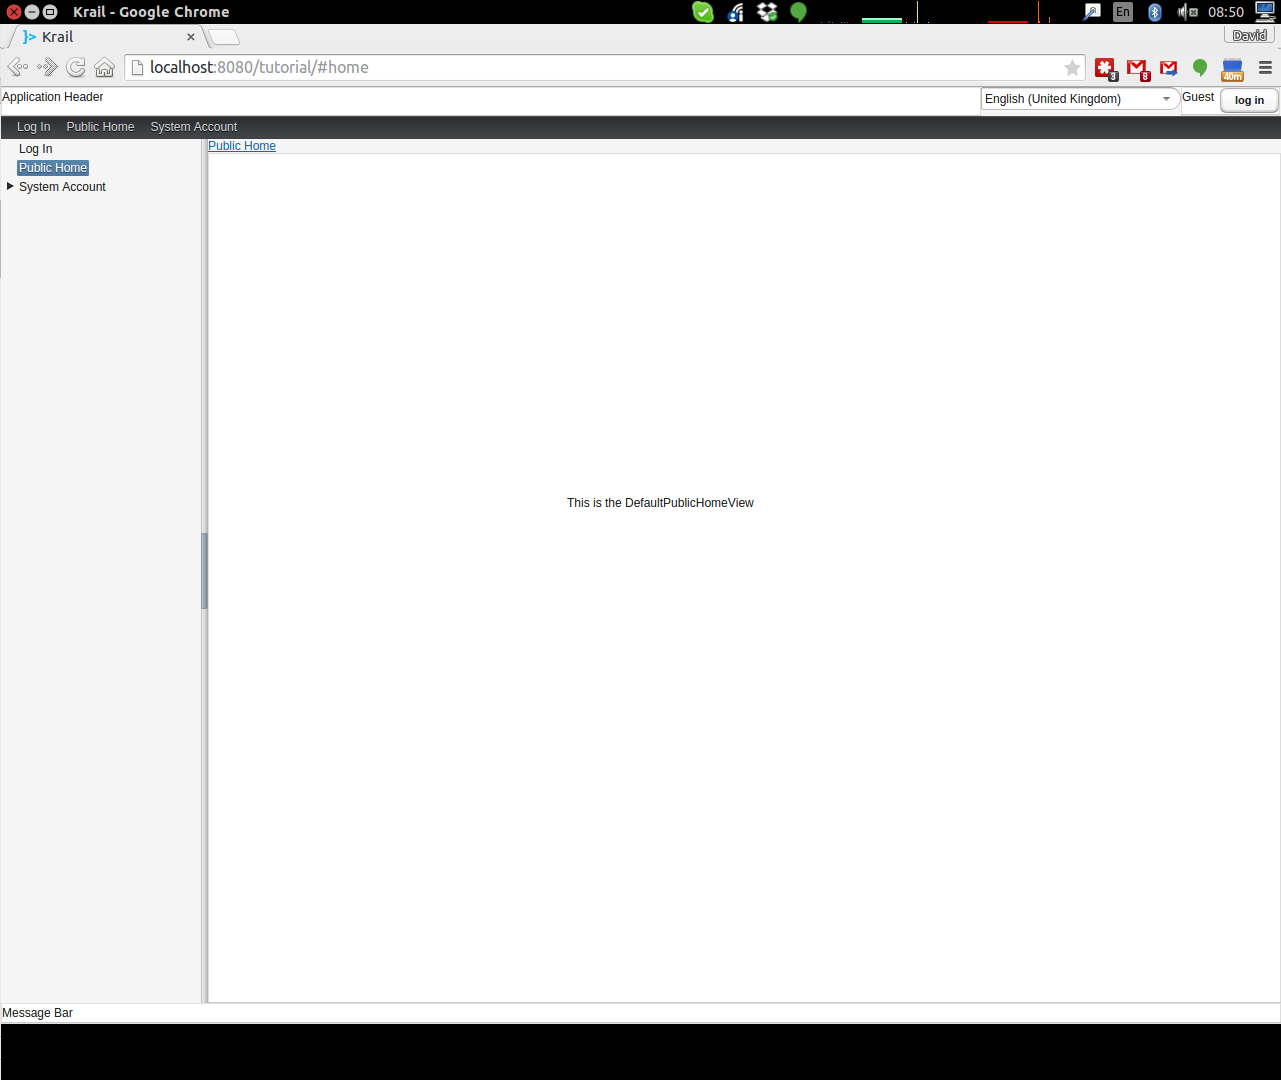 Krail - Google Chrome
En
08:50
Krail
David
localhost:8080/tutorial/#home
3
8
40m
Application Header
English (United Kingdom)
Guest
log in
Log In
Public Home
System Account
Log In
Public Home
System Account
Public Home
This is the DefaultPublicHomeView
Message Bar